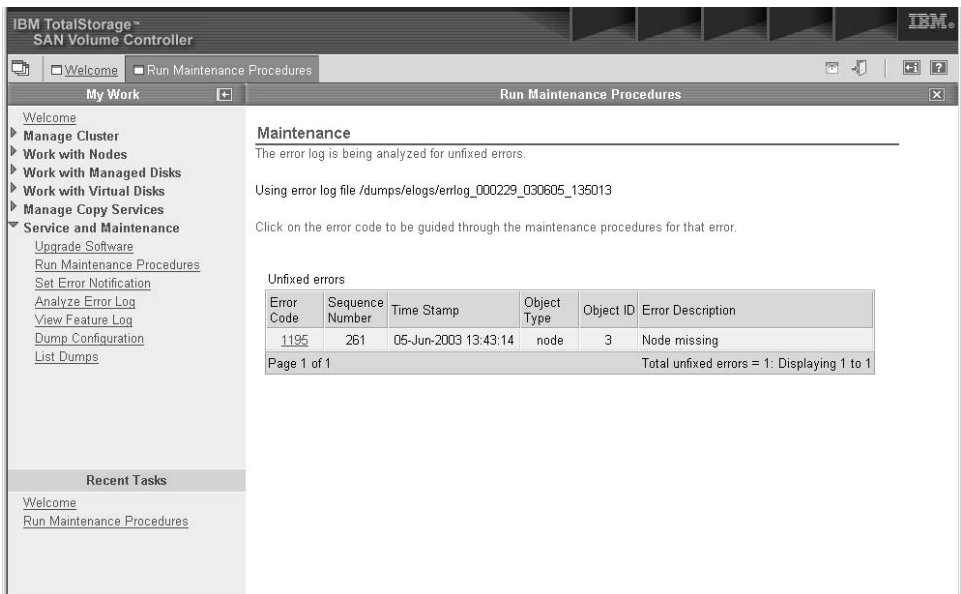 IBM TotalStorage™
SAN Volume Controller
IBM®
Welcome
Run Maintenance Procedures
My Work
Run Maintenance Procedures
Welcome
Manage Cluster
Work with Nodes
Work with Managed Disks
Work with Virtual Disks
Manage Copy Services
Service and Maintenance
Upgrade Software
Run Maintenance Procedures
Set Error Notification
Analyze Error Log
View Feature Log
Dump Configuration
List Dumps
Recent Tasks
Welcome
Run Maintenance Procedures
Maintenance
The error log is being analyzed for unfixed errors.
Using error log file /dumps/elogs/errlog_000229_030605_135013
Click on the error code to be guided through the maintenance procedures for that error.
Unfixed errors
Error Code Sequence Number Time Stamp Object Type Object ID Error Description
1195 261 05-Jun-2003 13:43:14 node 3 Node missing
Page 1 of 1 Total unfixed errors = 1: Displaying 1 to 1